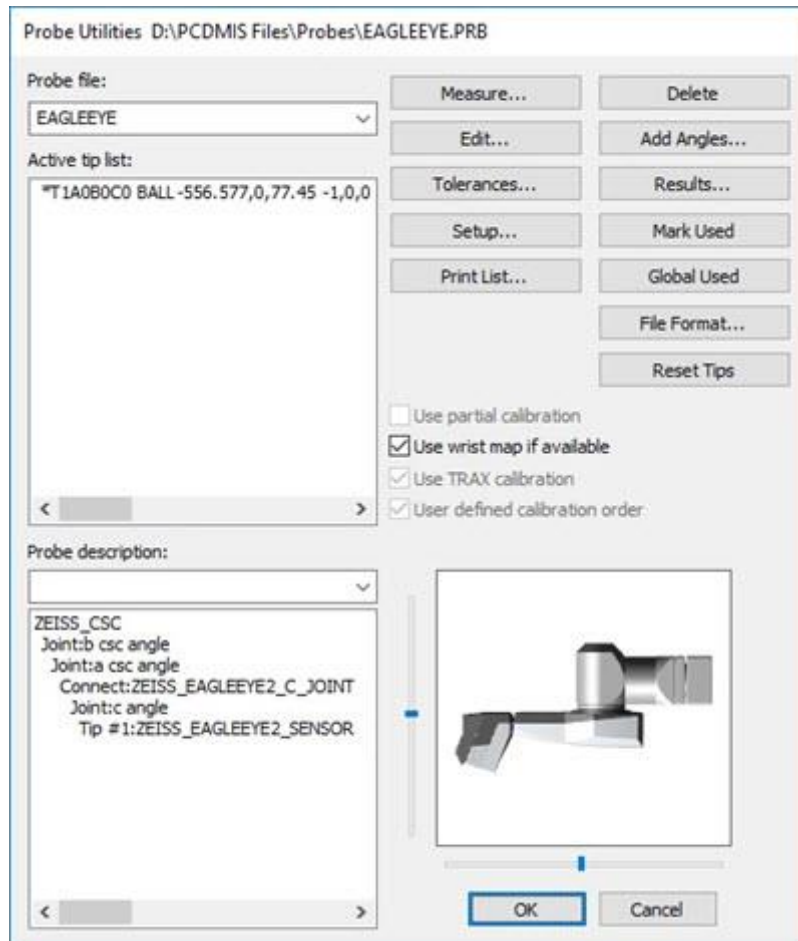 Probe Utilities D:\PCDMIS Files\Probes\EAGLEEYE.PRB
Probe file:
EAGLEEYE
Active tip list:
*T1A0B0C0 BALL -556.577,0,77.45 -1,0,0
Measure...
Delete
Edit...
Add Angles...
Tolerances...
Results...
Setup...
Mark Used
Print List...
Global Used
File Format...
Reset Tips
Use partial calibration
Use wrist map if available
Use TRAX calibration
User defined calibration order
Probe description:
ZEISS_CSC
Joint:b csc angle
Joint:a csc angle
Connect:ZEISS_EAGLEEYE2_C_JOINT
Joint:c angle
Tip #1:ZEISS_EAGLEEYE2_SENSOR
OK
Cancel